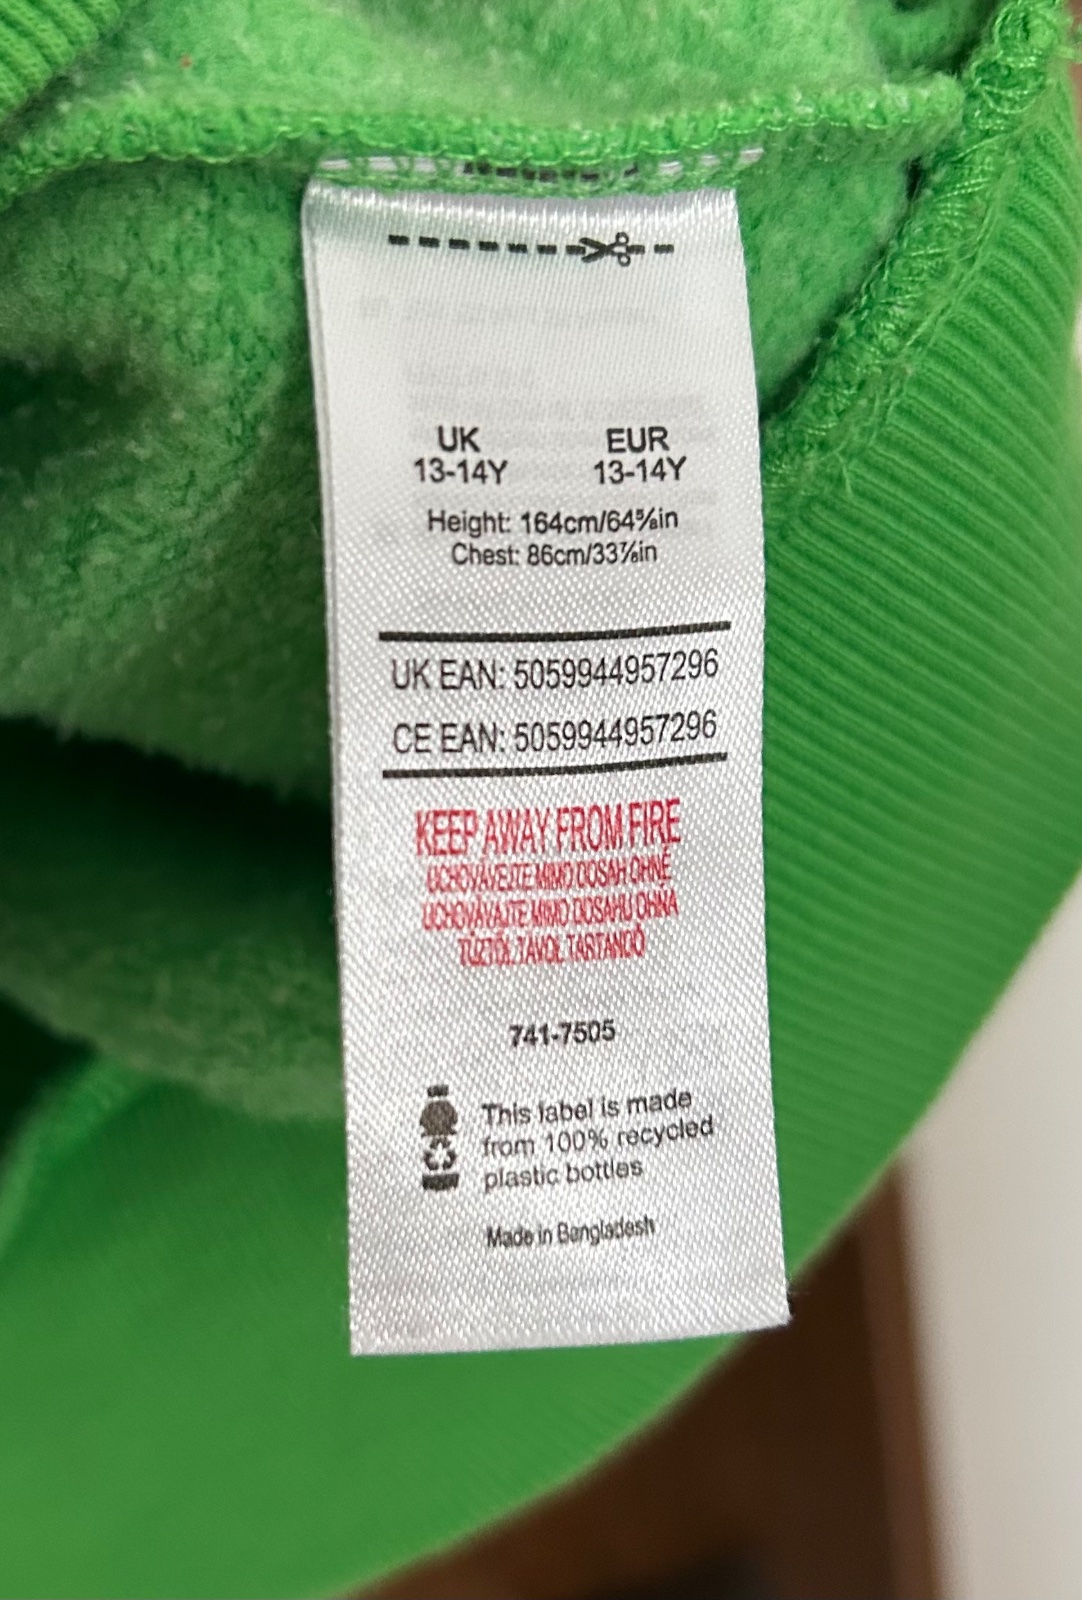 UK EUR
13-14Y 13-14Y
Height: 164cm/64⅝in
Chest: 86cm/33⅞in
UK EAN: 5059944957296
CE EAN: 5059944957296
KEEP AWAY FROM FIRE
UCHOVÁVEJTE MIMO DOSAH OHNĚ
UCHOVÁVAJTE MIMO DOSAHU OHŇA
TŰZTŐL TÁVOL TARTANDÓ
741-7505
This label is made
from 100% recycled
plastic bottles
Made in Bangladesh